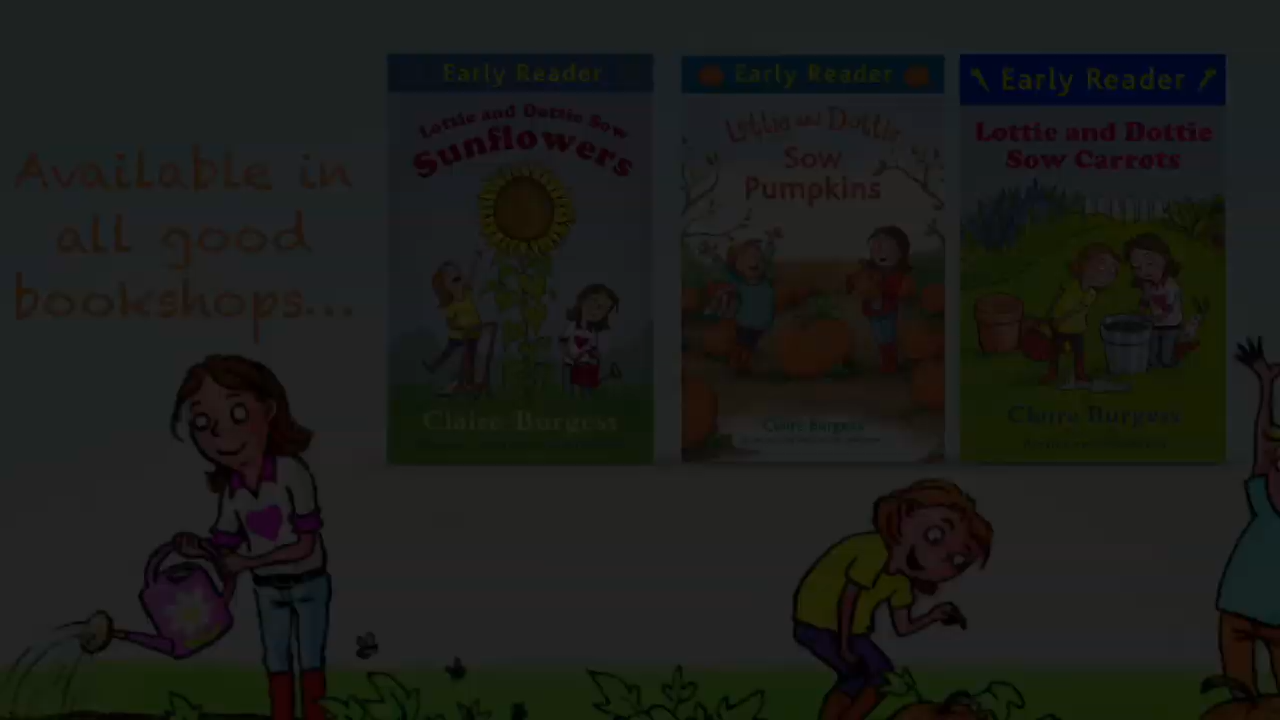 Available in
all good
bookshops...
Early Reader
Lottie and Dottie Sow
Sunflowers
Claire Burgess
Early Reader
Lottie and Dottie
Sow
Pumpkins
Claire Burgess
Early Reader
Lottie and Dottie
Sow Carrots
Claire Burgess